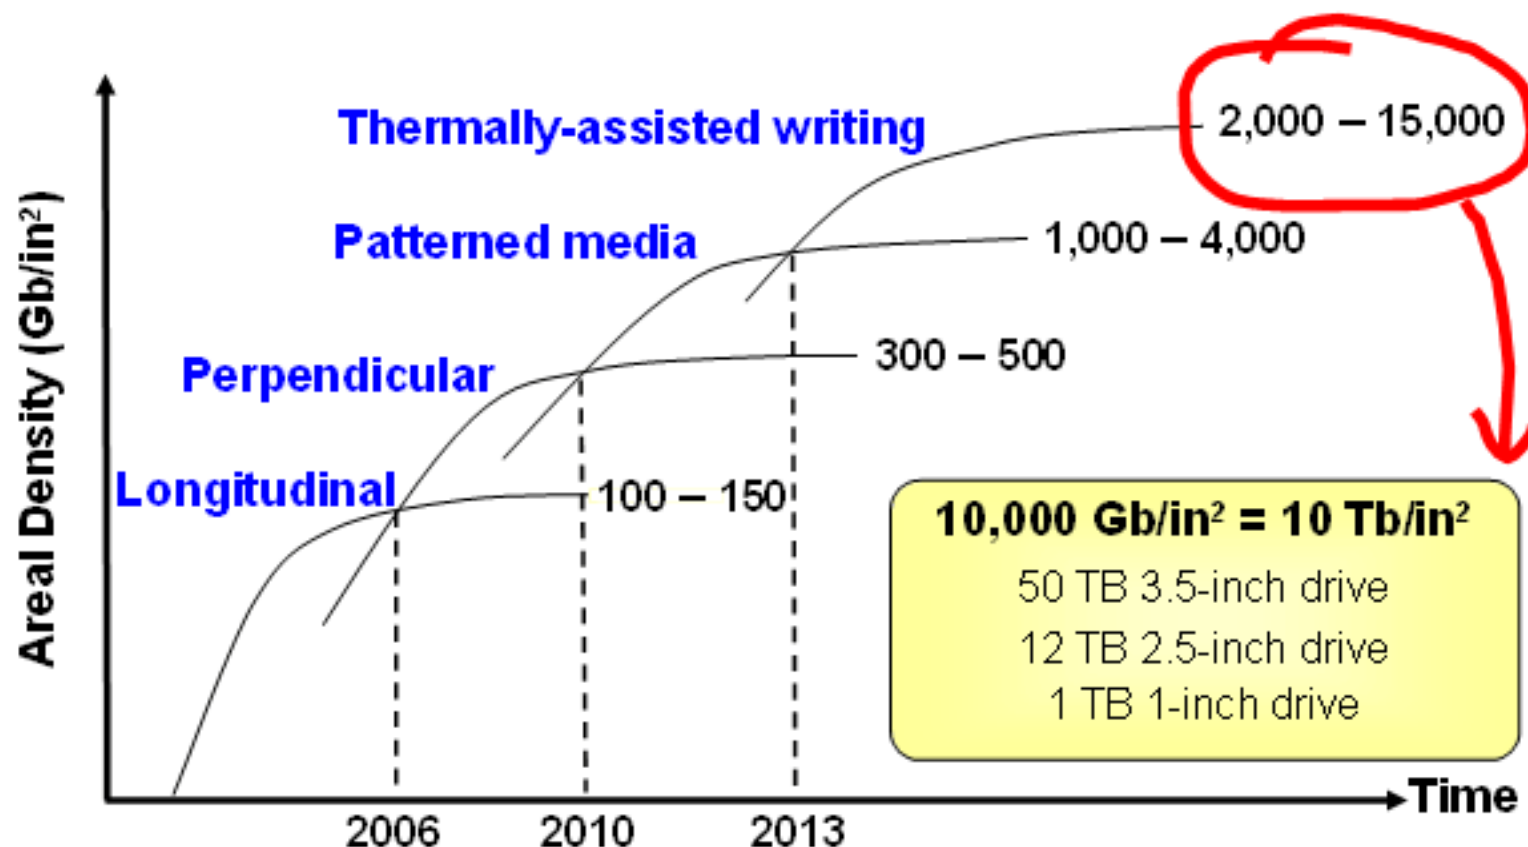 Areal Density (Gb/in²)
Thermally-assisted writing
2,000 – 15,000
Patterned media
1,000 – 4,000
Perpendicular
300 – 500
Longitudinal
100 – 150
10,000 Gb/in² = 10 Tb/in²
50 TB 3.5-inch drive
12 TB 2.5-inch drive
1 TB 1-inch drive
Time
2006
2010
2013